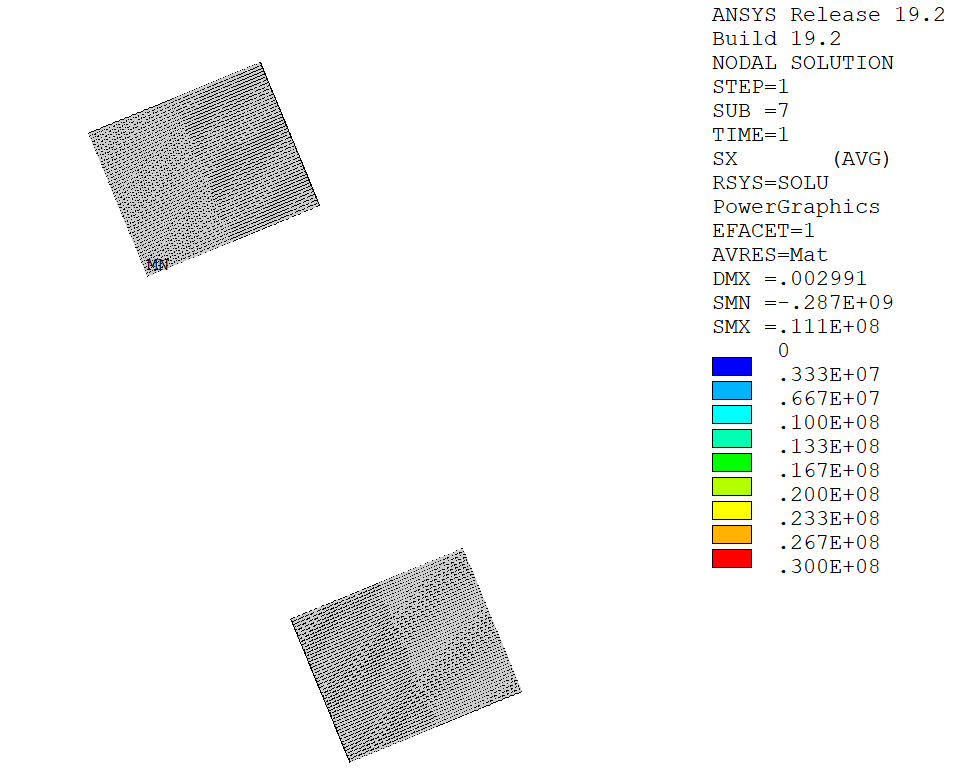 ANSYS Release 19.2
Build 19.2
NODAL SOLUTION
STEP=1
SUB =7
TIME=1
SX (AVG)
RSYS=SOLU
PowerGraphics
EFACET=1
AVRES=Mat
DMX =.002991
SMN =-.287E+09
SMX =.111E+08
0
.333E+07
.667E+07
.100E+08
.133E+08
.167E+08
.200E+08
.233E+08
.267E+08
.300E+08
MN